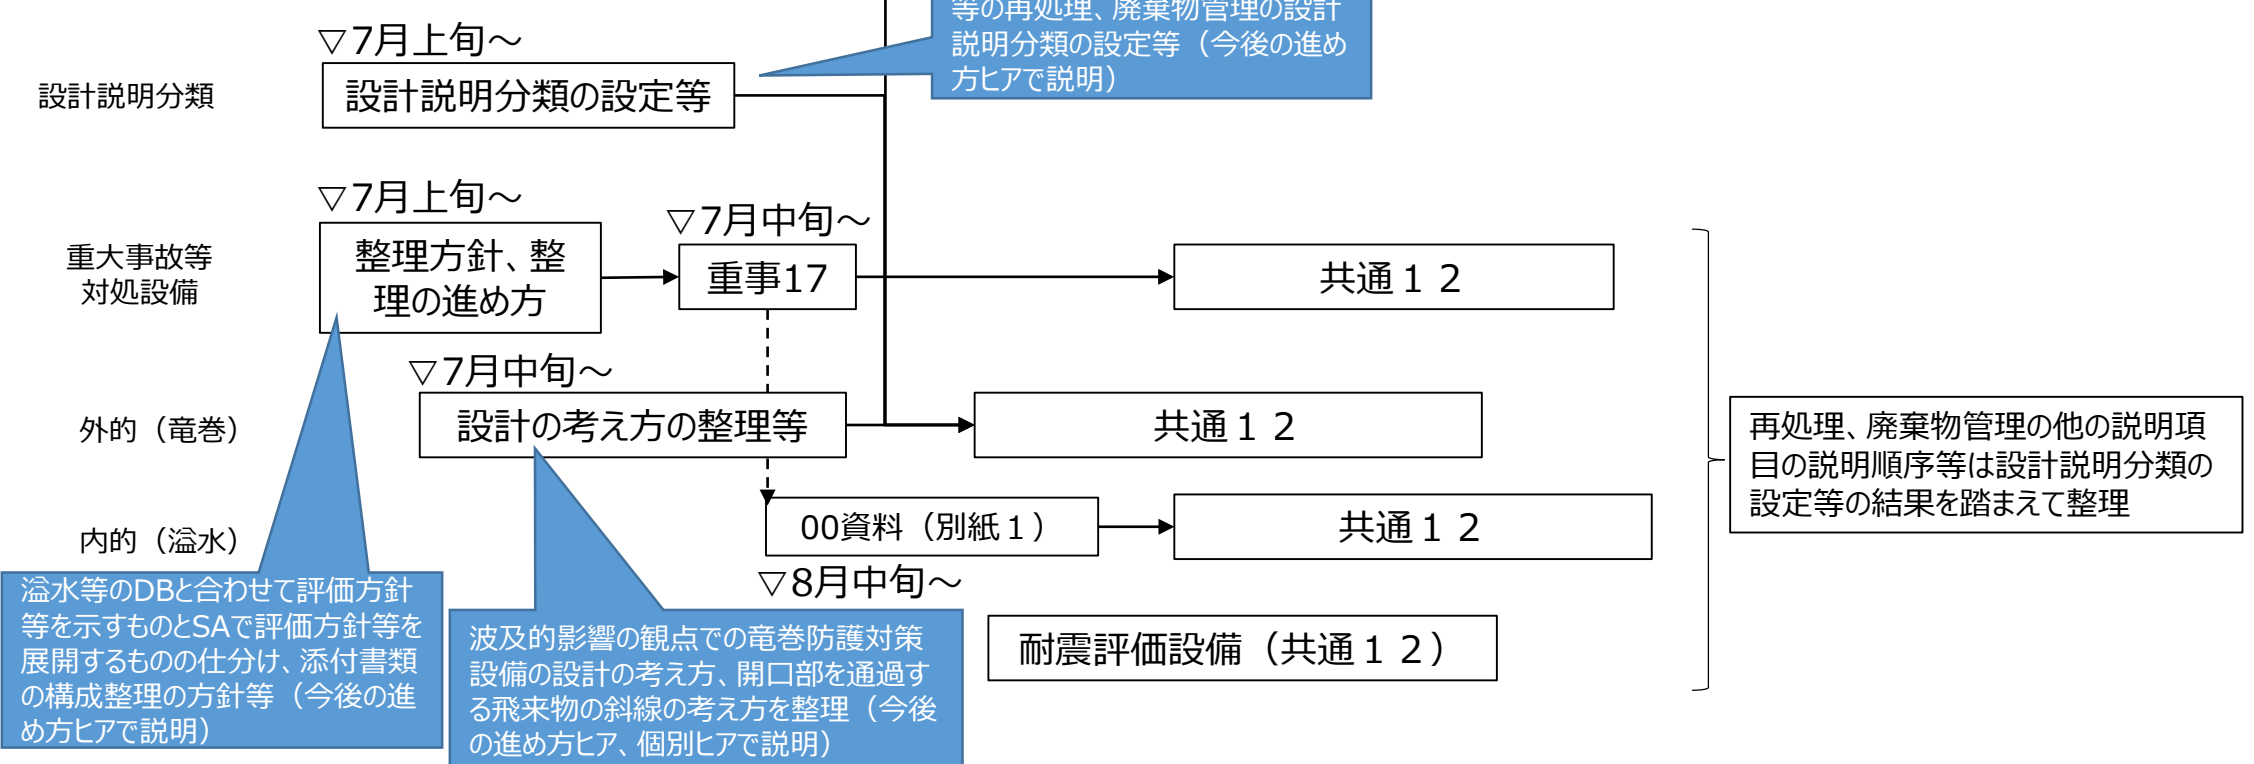 等の再処理、廃棄物管理の設計
説明分類の設定等（今後の進め
方ヒアで説明）
▽7月上旬～
設計説明分類
設計説明分類の設定等
▽7月上旬～
▽7月中旬～
重大事故等
対処設備
整理方針、整
理の進め方
重事17
共通１２
▽7月中旬～
外的（竜巻）
設計の考え方の整理等
共通１２
再処理、廃棄物管理の他の説明項
目の説明順序等は設計説明分類の
設定等の結果を踏まえて整理
内的（溢水）
00資料（別紙１）
共通１２
▽8月中旬～
溢水等のDBと合わせて評価方針
等を示すものとSAで評価方針等を
展開するものの仕分け、添付書類
の構成整理の方針等（今後の進
め方ヒアで説明）
波及的影響の観点での竜巻防護対策
設備の設計の考え方、開口部を通過す
る飛来物の斜線の考え方を整理（今後
の進め方ヒア、個別ヒアで説明）
耐震評価設備（共通１２）